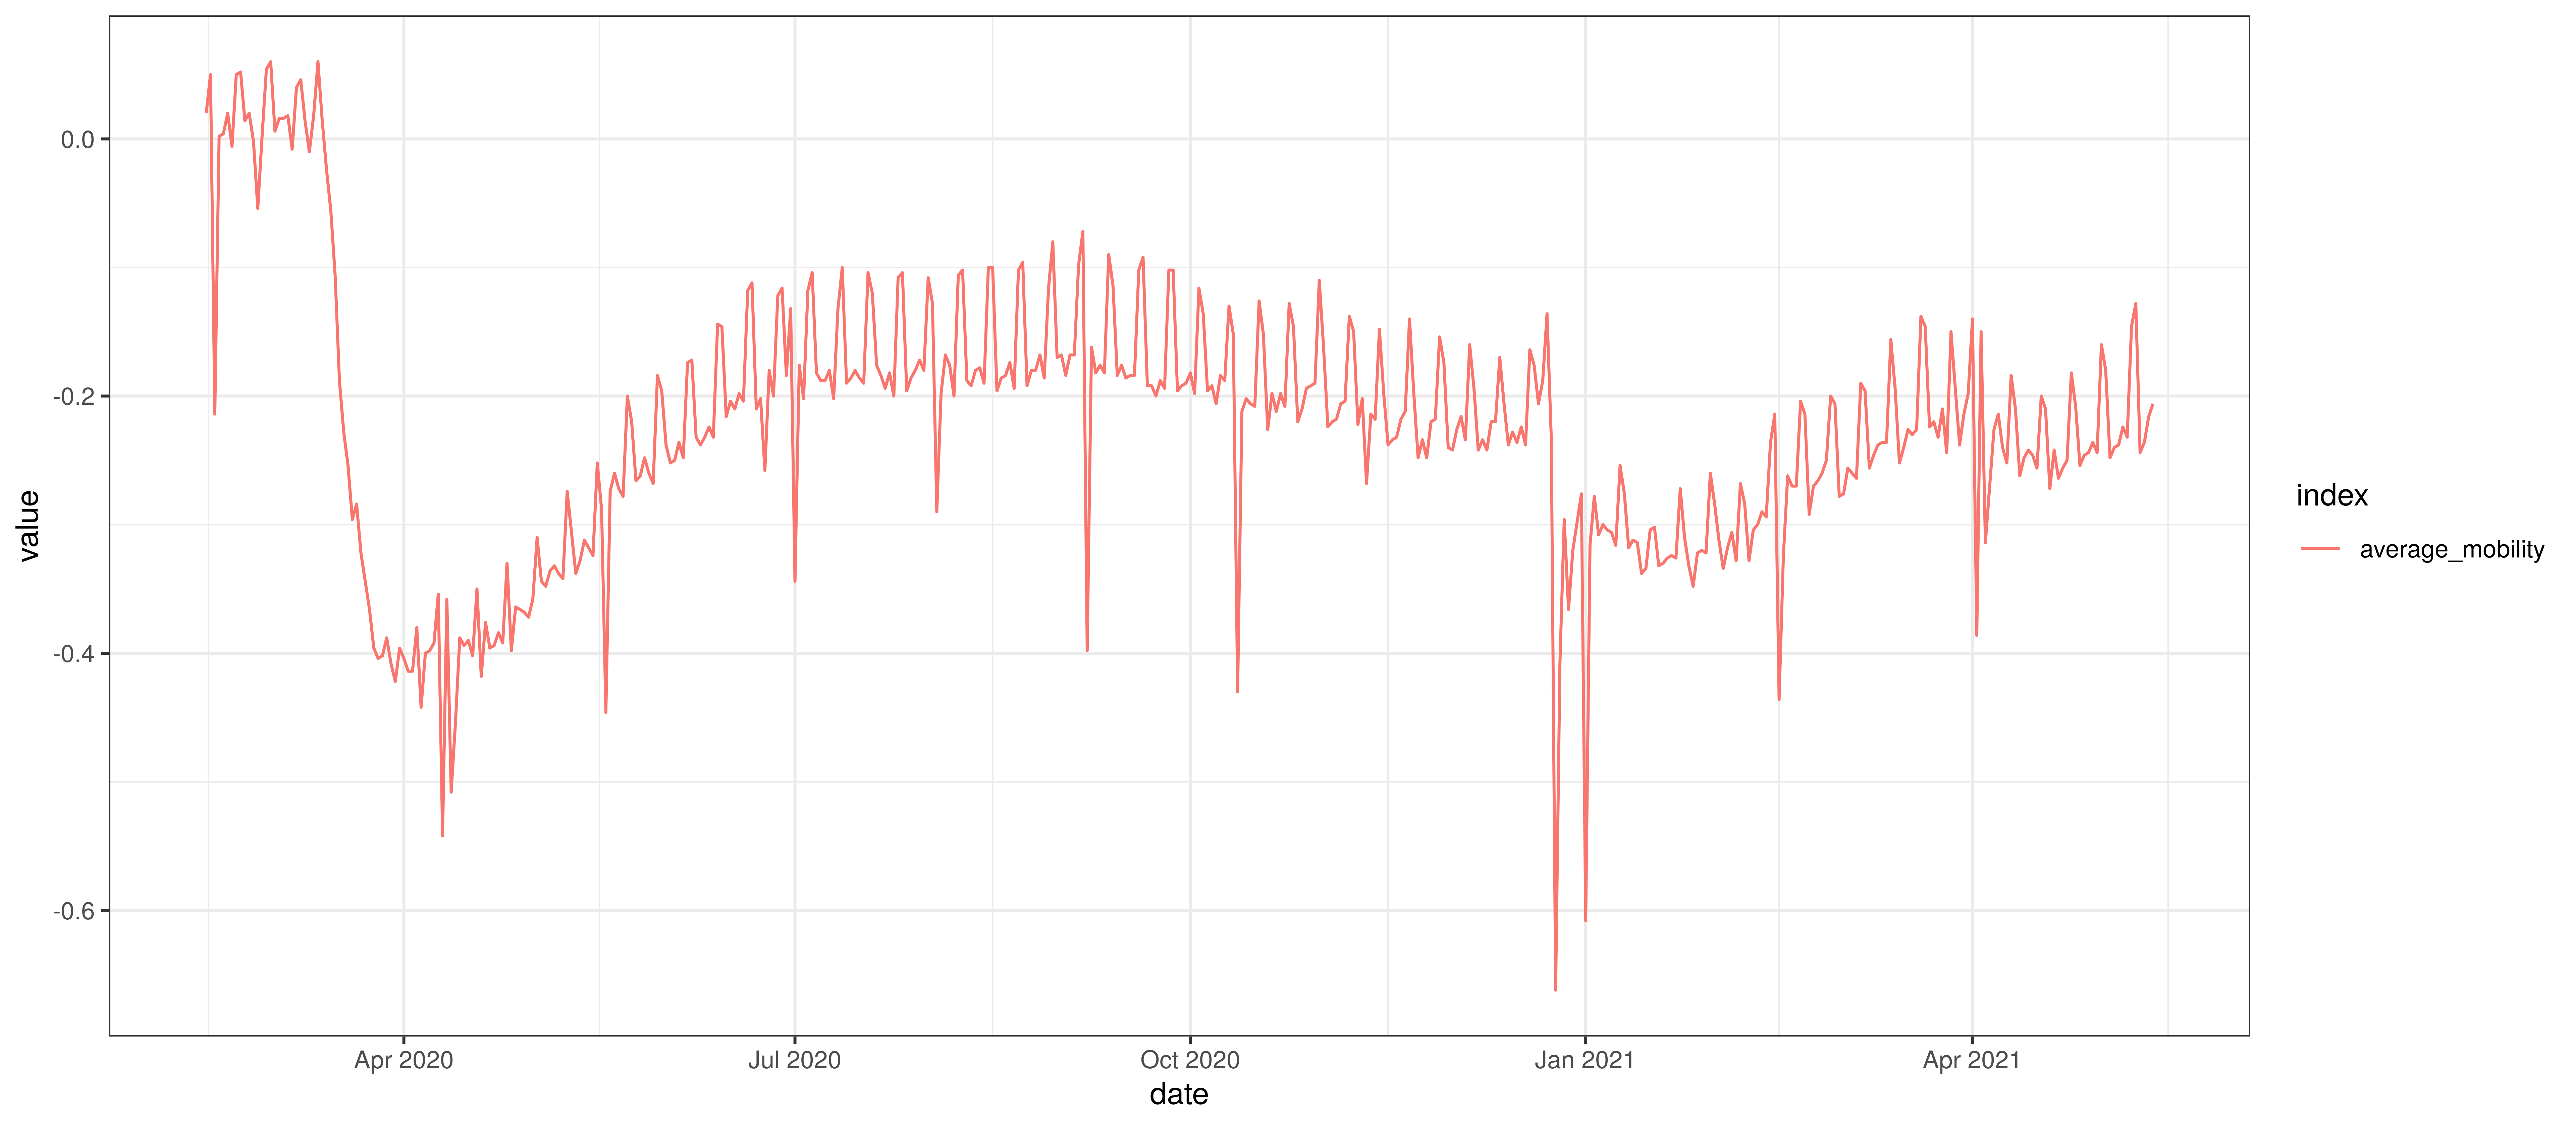 value
0.0
-0.2
-0.4
-0.6
Apr 2020
Jul 2020
Oct 2020
Jan 2021
Apr 2021
date
index
average_mobility